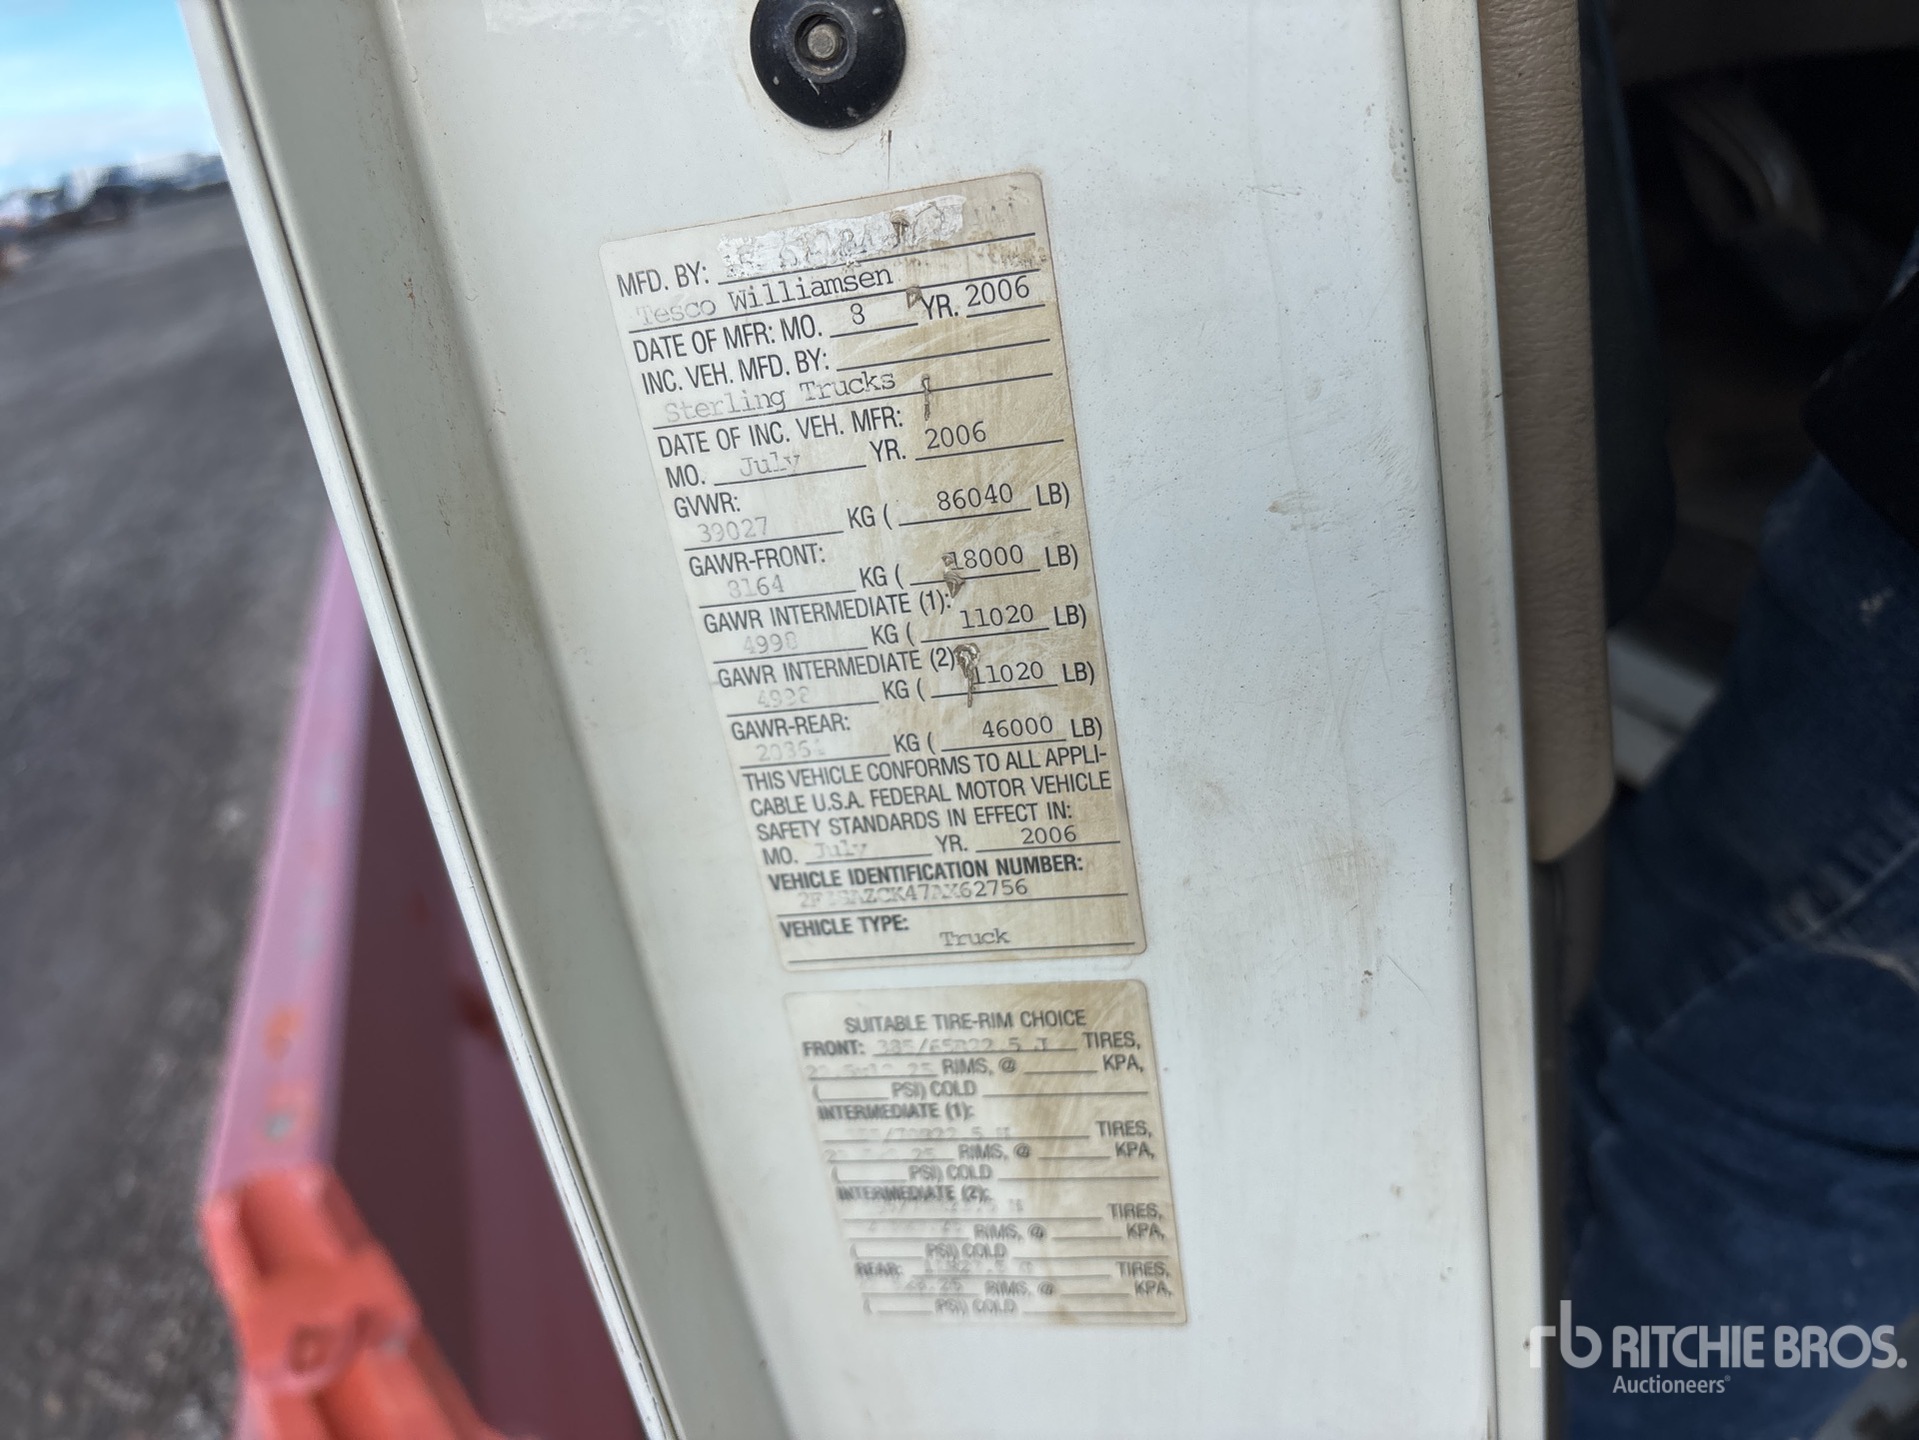 MFD. BY:
Tesco Williamsen
DATE OF MFR: MO. 8 YR. 2006
INC. VEH. MFD. BY:
Sterling Trucks
DATE OF INC. VEH. MFR:
MO. July YR. 2006
GVWR:
39027 KG ( 86040 LB)
GAWR-FRONT:
8164 KG ( 18000 LB)
GAWR INTERMEDIATE (1):
4998 KG ( 11020 LB)
GAWR INTERMEDIATE (2)
KG ( 11020 LB)
GAWR-REAR:
KG ( 46000 LB)
THIS VEHICLE CONFORMS TO ALL APPLI-
CABLE U.S.A. FEDERAL MOTOR VEHICLE
SAFETY STANDARDS IN EFFECT IN:
MO. July YR. 2006
VEHICLE IDENTIFICATION NUMBER:
VEHICLE TYPE: Truck
SUITABLE TIRE-RIM CHOICE
FRONT: 385/65R22.5 J TIRES,
RIMS, @ KPA,
( PSI) COLD
INTERMEDIATE (1):
TIRES,
RIMS, @ KPA,
( PSI) COLD
INTERMEDIATE (2):
TIRES,
RIMS, @ KPA,
( PSI) COLD
REAR: TIRES,
RIMS, @ KPA,
( PSI) COLD
rb RITCHIE BROS.
Auctioneers